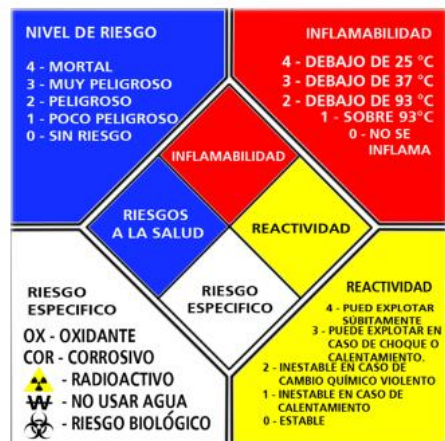 NIVEL DE RIESGO
4 - MORTAL
3 - MUY PELIGROSO
2 - PELIGROSO
1 - POCO PELIGROSO
0 - SIN RIESGO
INFLAMABILIDAD
4 - DEBAJO DE 25 °C
3 - DEBAJO DE 37 °C
2 - DEBAJO DE 93 °C
1 - SOBRE 93°C
0 - NO SE
INFLAMA
INFLAMABILIDAD
RIESGOS
A LA SALUD
REACTIVIDAD
RIESGO
ESPECIFICO
RIESGO
ESPECIFICO
OX - OXIDANTE
COR - CORROSIVO
- RADIOACTIVO
W - NO USAR AGUA
- RIESGO BIOLÓGICO
REACTIVIDAD
4 - PUED EXPLOTAR
SÚBITAMENTE
3 - PUEDE EXPLOTAR EN
CASO DE CHOQUE O
CALENTAMIENTO.
2 - INESTABLE EN CASO DE
CAMBIO QUÍMICO VIOLENTO
1 - INESTABLE EN CASO DE
CALENTAMIENTO
0 - ESTABLE